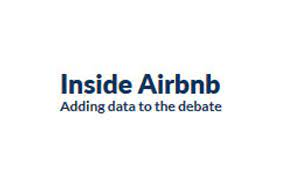 Inside Airbnb
Adding data to the debate